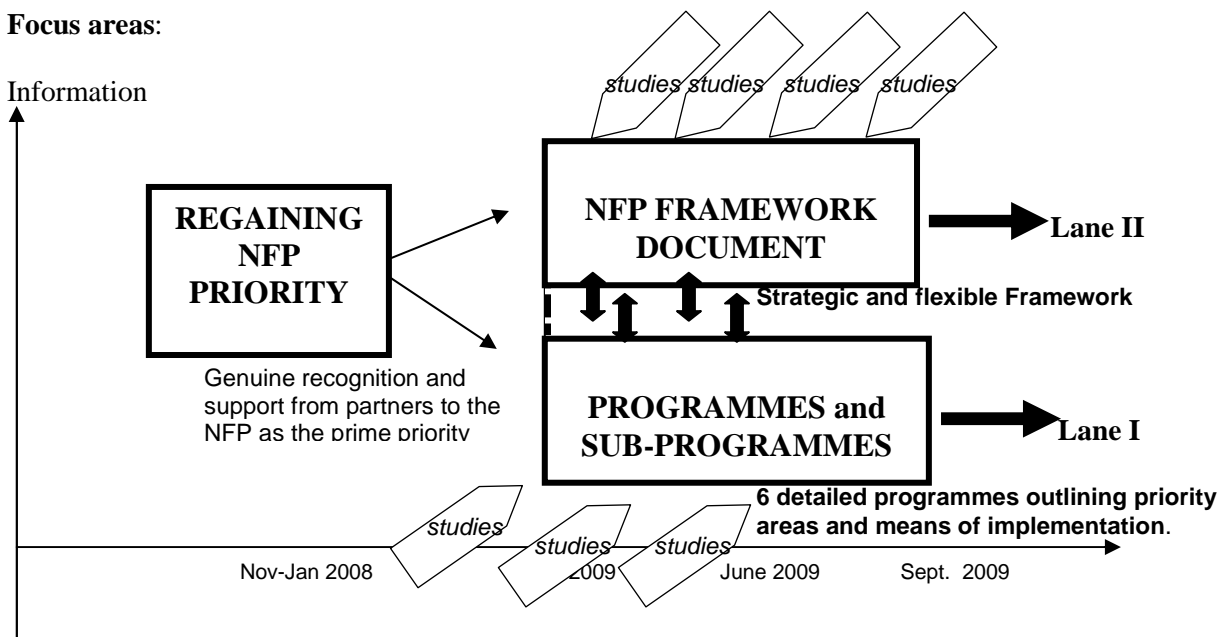 Focus areas:
Information
studies studies studies studies
REGAINING
NFP
PRIORITY
NFP FRAMEWORK
DOCUMENT
Lane II
Strategic and flexible Framework
Genuine recognition and
support from partners to the
NFP as the prime priority
PROGRAMMES and
SUB-PROGRAMMES
Lane I
6 detailed programmes outlining priority
areas and means of implementation.
studies
studies
studies
Nov-Jan 2008
2009
June 2009
Sept. 2009